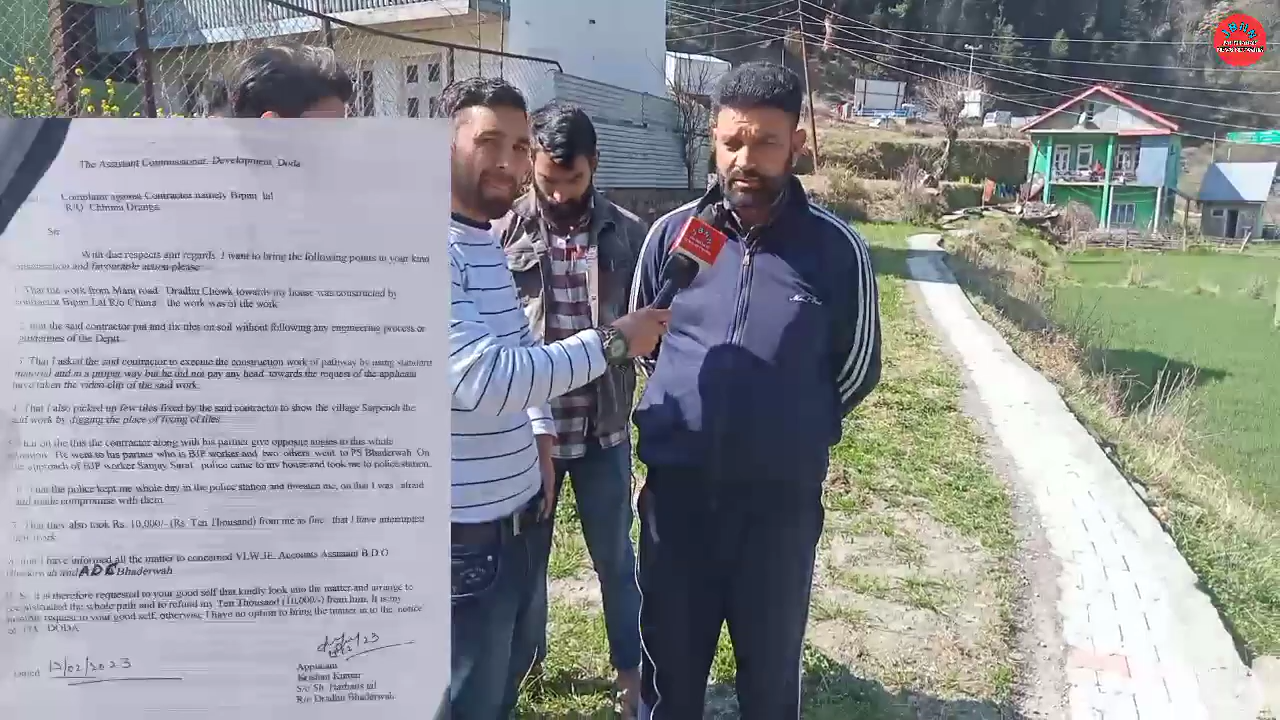 The Assistant Commissioner, Development, Doda
Complaint against Contractor namely Bipan lal
R/O Chinnu Dranga.
Sir
With due respects and regards. I want to bring the following points to your kind
and favourable action please
That the work from Main road Dradhu Chowk towards my house was constructed by
contractor Bipan Lal R/o Chinna the work was of tile work
that the said contractor put and fix tiles on soil without following any engineering process or
guidelines of the Deptt.
That I asked the said contractor to execute the construction work of pathway by using standard
material and in a proper way but he did not pay any head towards the request of the applicant
have taken the video clip of the said work.
4. That I also picked up few tiles fixed by the said contractor to show the village Sarpench the
said work by digging the place of fixing of tiles
that on the this the contractor along with his partner give opposite angles to this whole
He went to his partner who is BJP worker and two others went to PS Bhaderwah On
the approach of BJP worker Sanjay Saraf police came to my house and took me to police station.
That the police kept me whole day in the police station and threaten me, on that I was afraid
and made compromise with them
7. That they also took Rs. 10,000/- (Rs Ten Thousand) from me as fine that I have interrupted
work
that I have informed all the matter to concerned VLW, JE, Accounts Assistant B.D.O
Bhaderwah and ADC Bhaderwah
It is therefore requested to your good self that kindly look into the matter and arrange to
the whole path and to refund my Ten Thousand (10,000/-) from him. It is my
request to your good self, otherwise I have no option to bring the matter in to the notice
of DODA
Dated 13/02/2023
Applicant
Krishan Kumar
S/o Sh. Harbans lal
R/o Dradhu Bhaderwah
JBNN